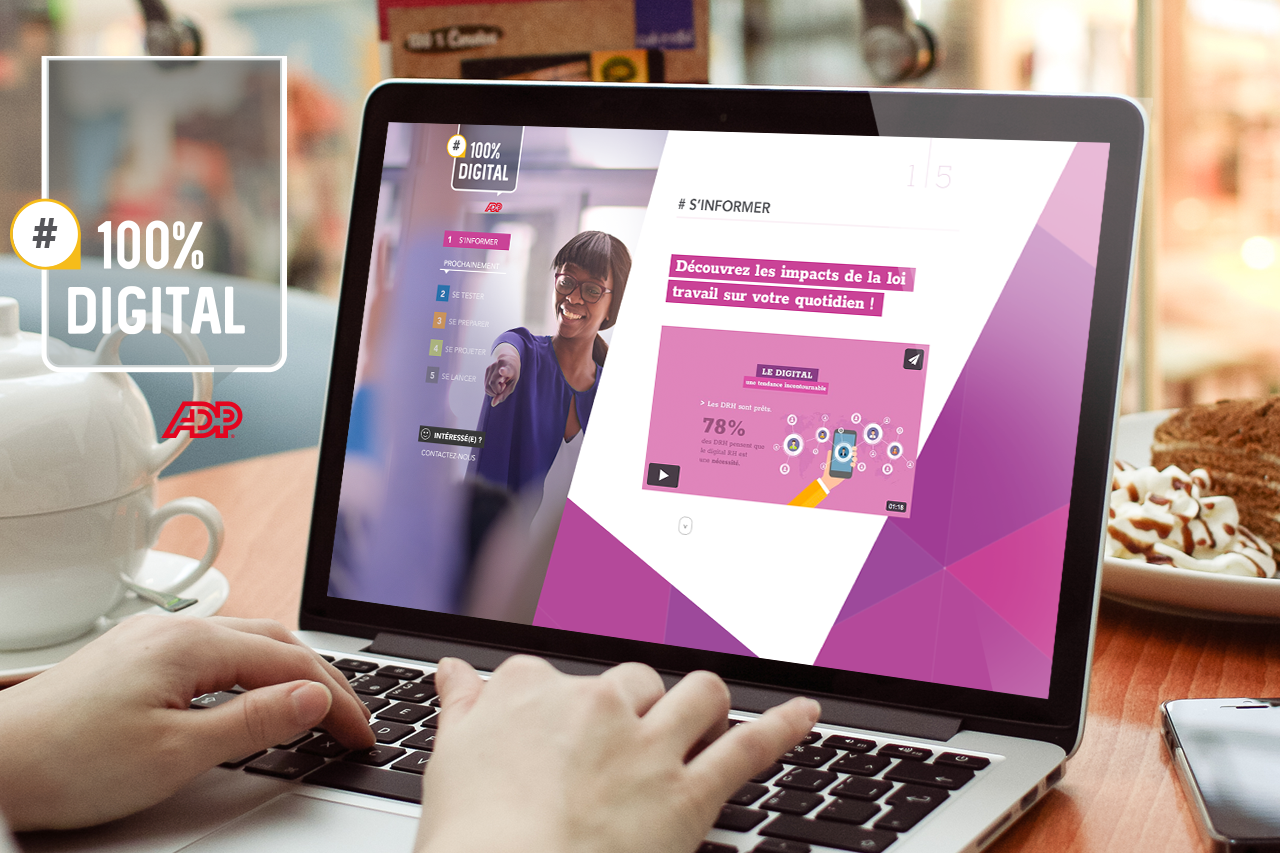 #
100%
DIGITAL
ADP
#
100%
DIGITAL
ADP
1 S'INFORMER
PROCHAINEMENT
2 SE TESTER
3 SE PRÉPARER
4 SE PROJETER
5 SE LANCER
INTÉRESSÉ(E) ?
CONTACTEZ NOUS
1 5
# S'INFORMER
Découvrez les impacts de la loi
travail sur votre quotidien !
LE DIGITAL
une tendance incontournable
> Les DRH sont prêts.
78%
des DRH pensent que
le digital RH est
une nécessité.
01:18